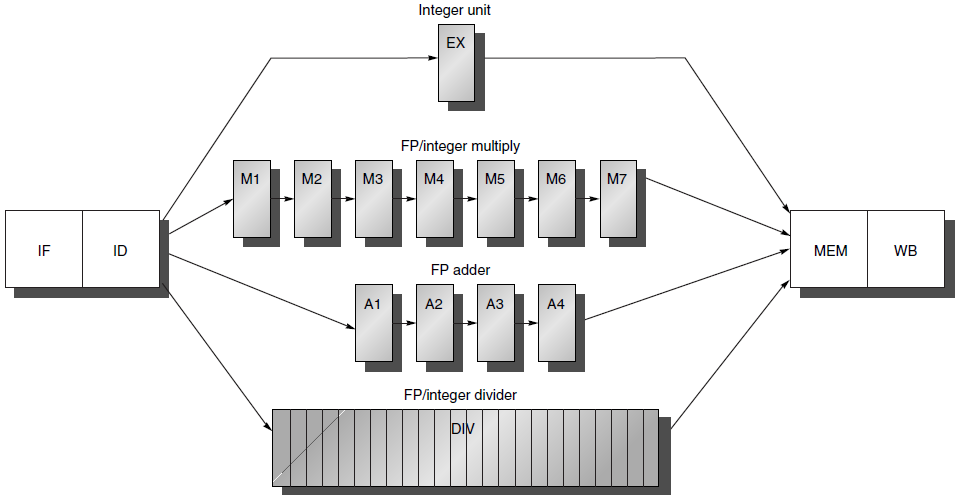 Integer unit
EX
FP/integer multiply
M1 M2 M3 M4 M5 M6 M7
IF ID MEM WB
FP adder
A1 A2 A3 A4
FP/integer divider
DIV